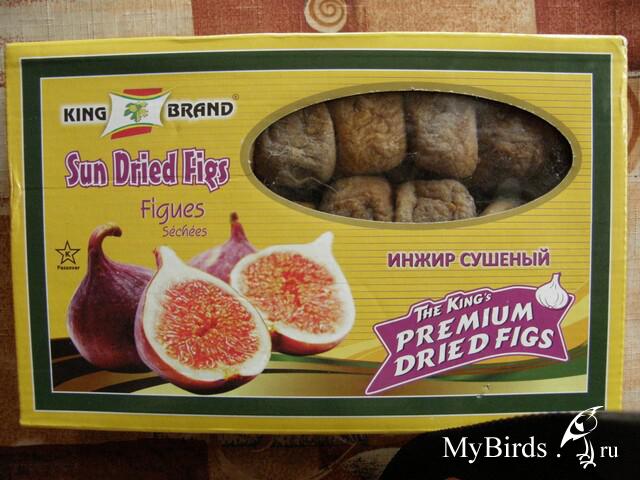 KING BRAND®
Sun Dried Figs
Figues
Séchées
K
Passover
ИНЖИР СУШЕНЫЙ
THE KING'S
PREMIUM
DRIED FIGS
MyBirds.ru